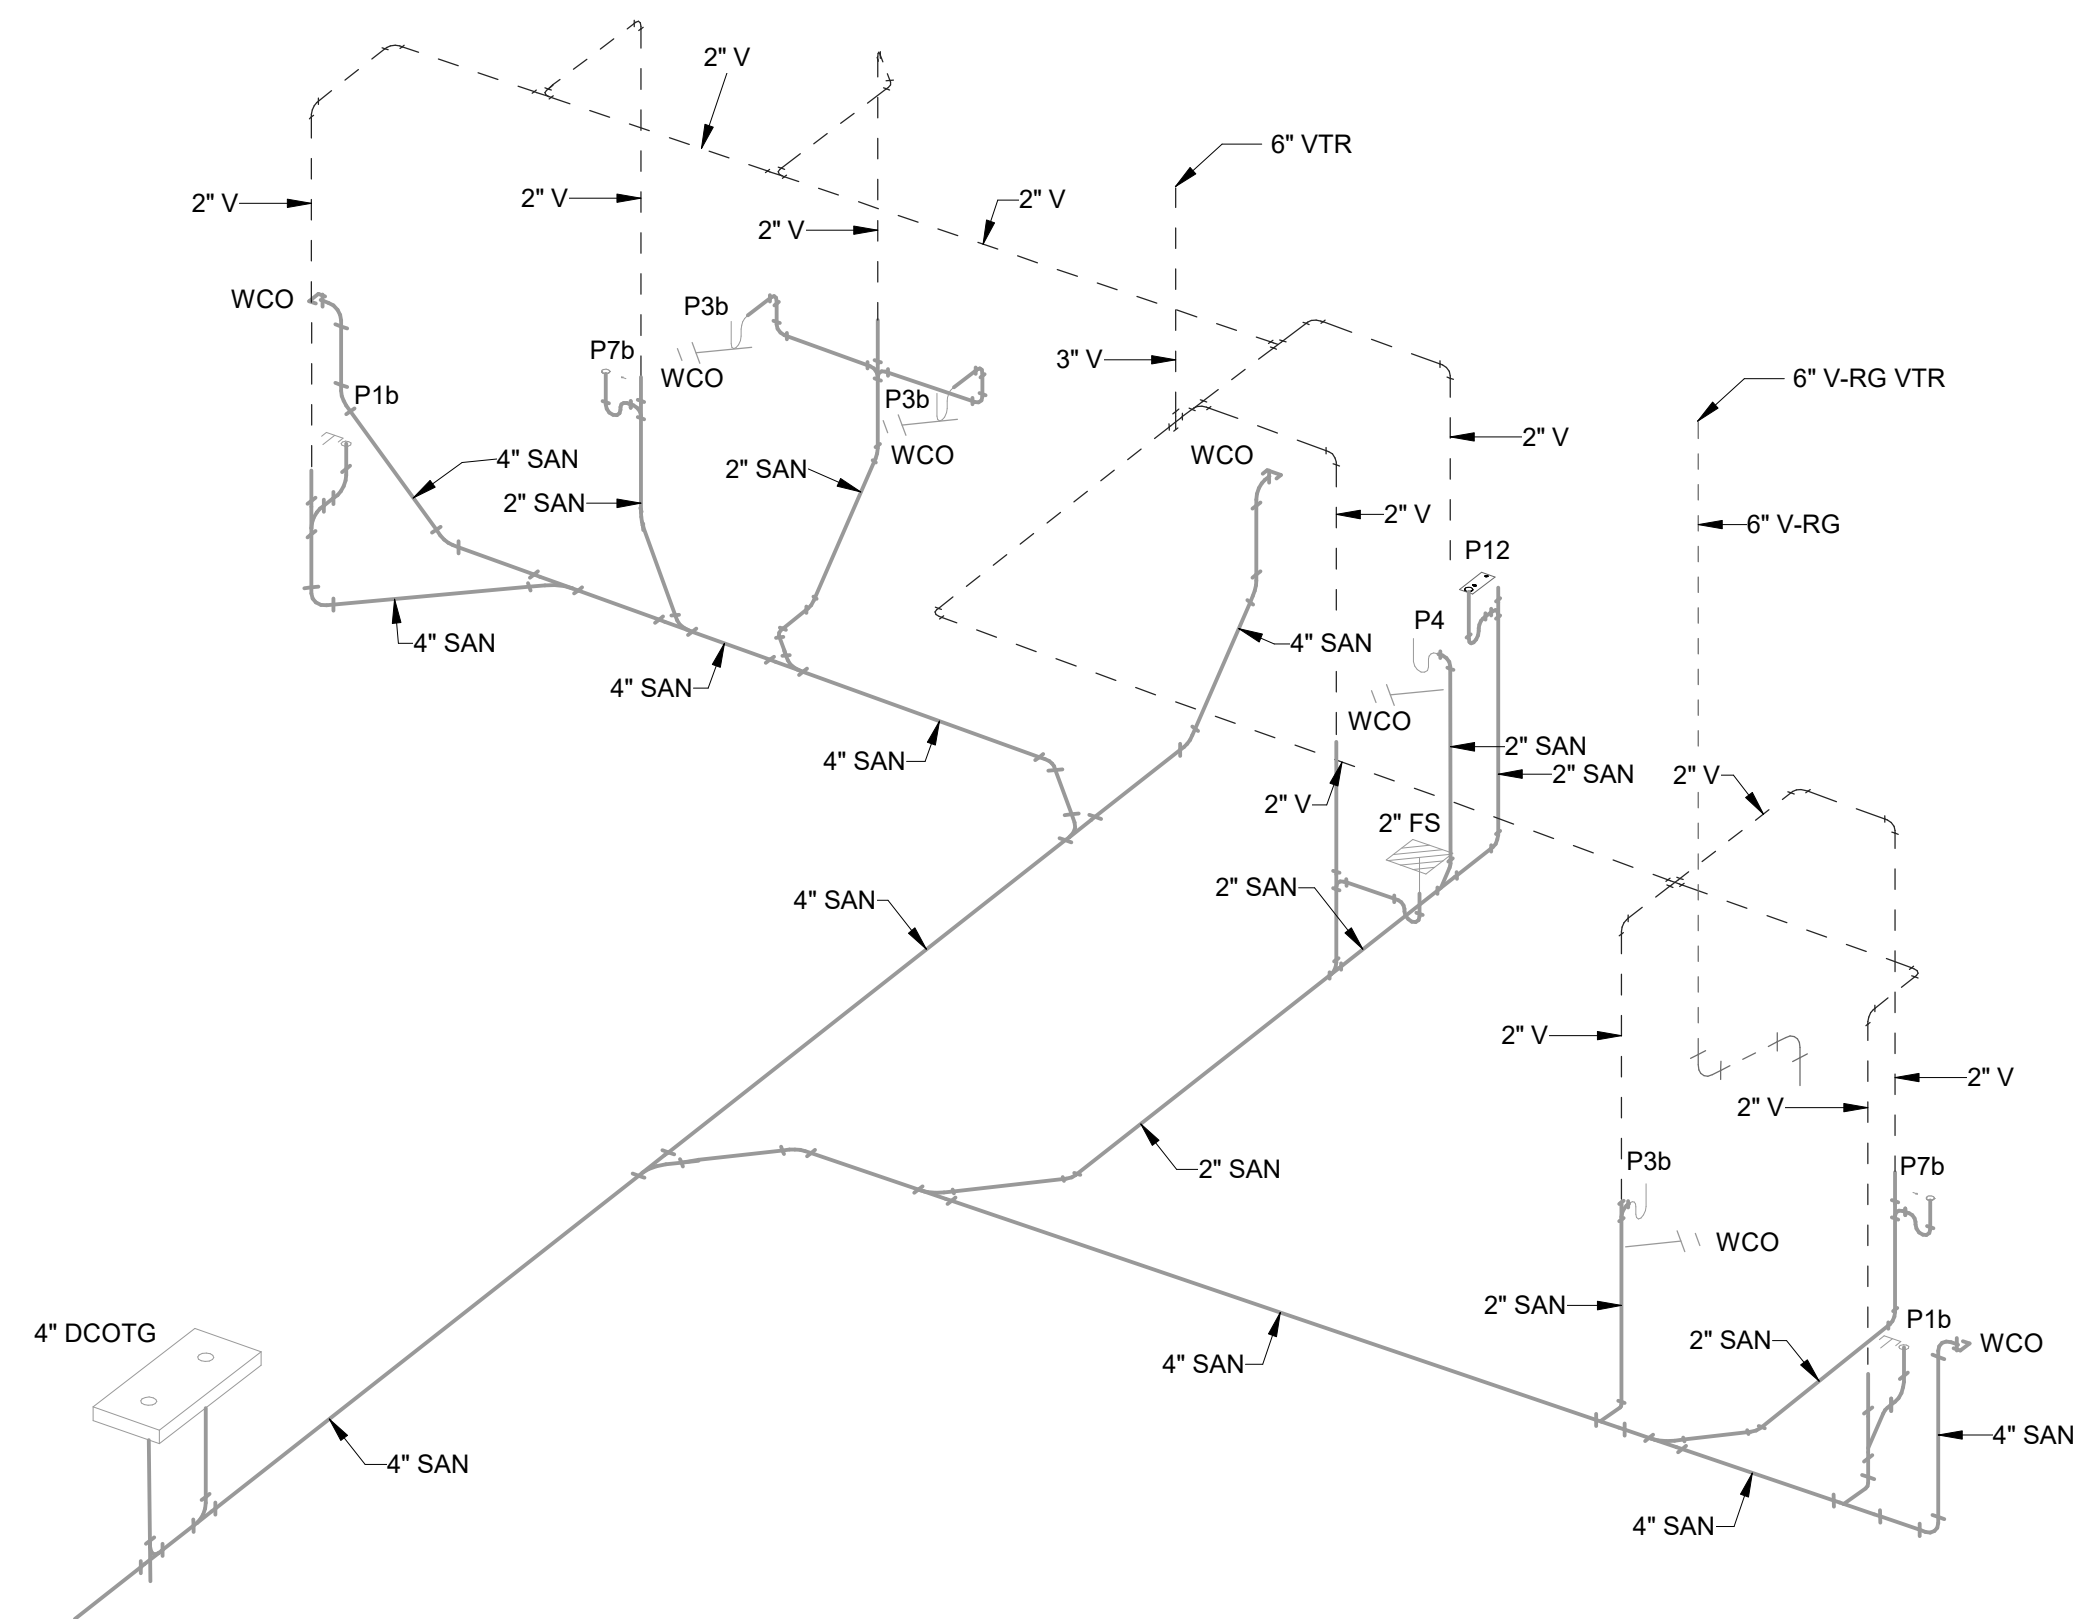 2" V
6" VTR
2" V
2" V
2" V
2" V
WCO
P3b
P7b
3" V
WCO
6" V-RG VTR
P1b
P3b
2" V
4" SAN
2" SAN
WCO
WCO
2" SAN
2" V
6" V-RG
P12
P4
4" SAN
4" SAN
4" SAN
WCO
2" SAN
4" SAN
2" SAN
2" V
2" V
2" FS
2" SAN
4" SAN
2" V
2" V
2" V
P3b
P7b
2" SAN
WCO
2" SAN
P1b
4" DCOTG
2" SAN
WCO
4" SAN
4" SAN
4" SAN
4" SAN